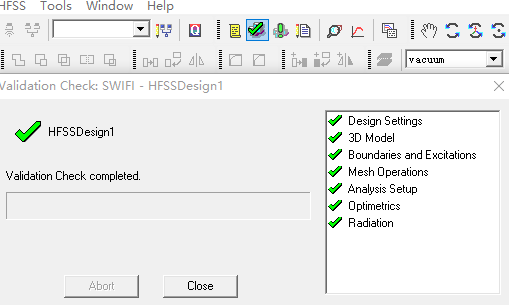 HFSS Tools Window Help
vacuum
Validation Check: SWIFI - HFSSDesign1
HFSSDesign1
Validation Check completed.
Abort
Close
Design Settings
3D Model
Boundaries and Excitations
Mesh Operations
Analysis Setup
Optimetrics
Radiation